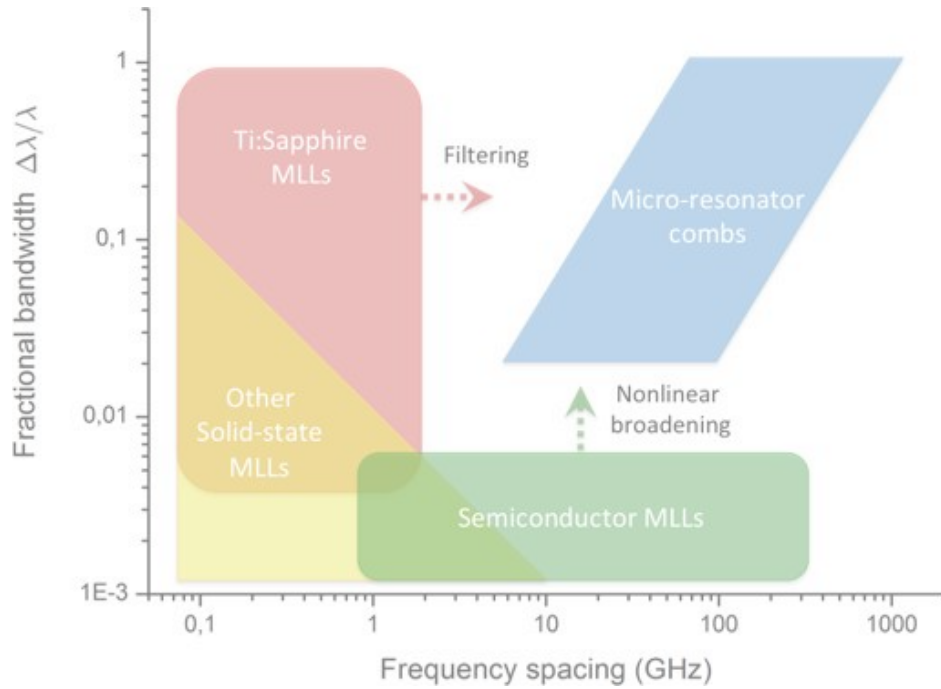 Fractional bandwidth Δλ/λ
1
0,1
0,01
1E-3
Ti:Sapphire
MLLs
Filtering
Micro-resonator
combs
Other
Solid-state
MLLs
Nonlinear
broadening
Semiconductor MLLs
0,1
1
10
100
1000
Frequency spacing (GHz)